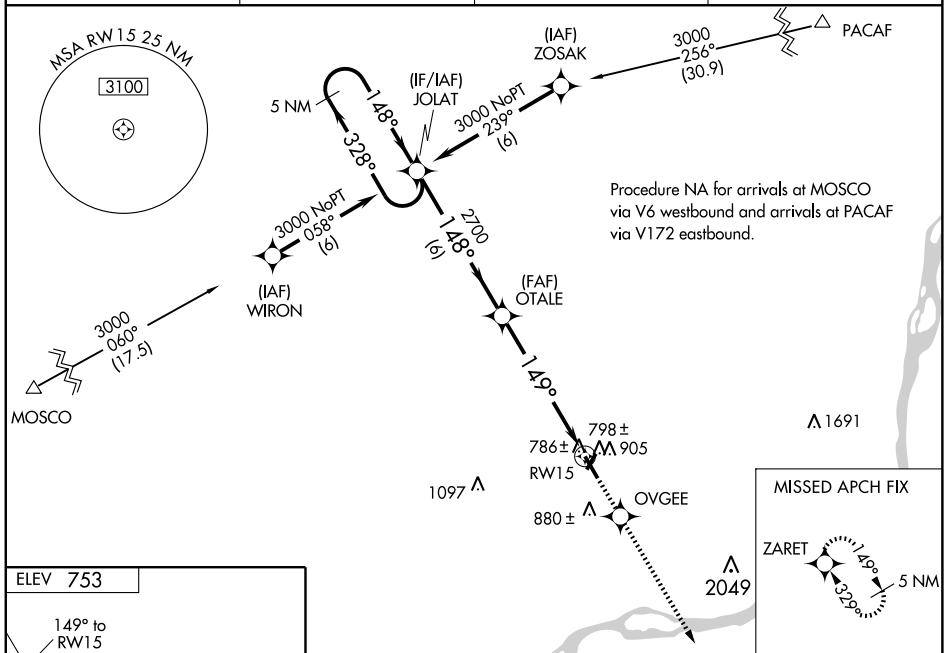 MSA RW15 25 NM
3100
5 NM
148°
328°
(IF/IAF)
JOLAT
(IAF)
ZOSAK
3000
256°
(30.9)
PACAF
3000 NoPT
239°
(6)
Procedure NA for arrivals at MOSCO
via V6 westbound and arrivals at PACAF
via V172 eastbound.
3000 NoPT
058°
(6)
2700
148°
(6)
(IAF)
WIRON
(FAF)
OTALE
3000
060°
(17.5)
MOSCO
149°
1691
798 ±
786 ±
905
RW15
1097
880 ±
OVGEE
2049
MISSED APCH FIX
ZARET
149°
329°
5 NM
ELEV 753
149° to
RW15